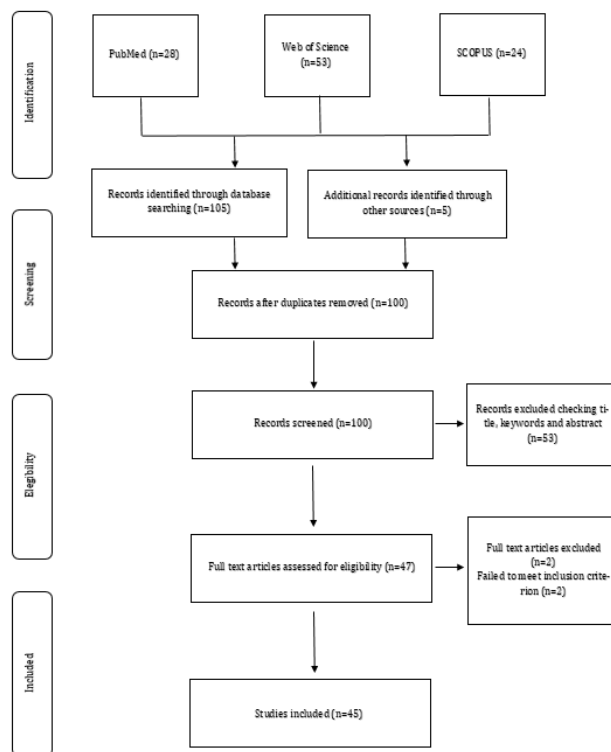 Identification
PubMed (n=28)
Web of Science
(n=53)
SCOPUS (n=24)
Records identified through database
searching (n=105)
Additional records identified through
other sources (n=5)
Screening
Records after duplicates removed (n=100)
Elegibility
Records screened (n=100)
Records excluded checking ti-
tle, keywords and abstract
(n=53)
Full text articles assessed for eligibility (n=47)
Full text articles excluded
(n=2)
Failed to meet inclusion crite-
rion (n=2)
Included
Studies included (n=45)